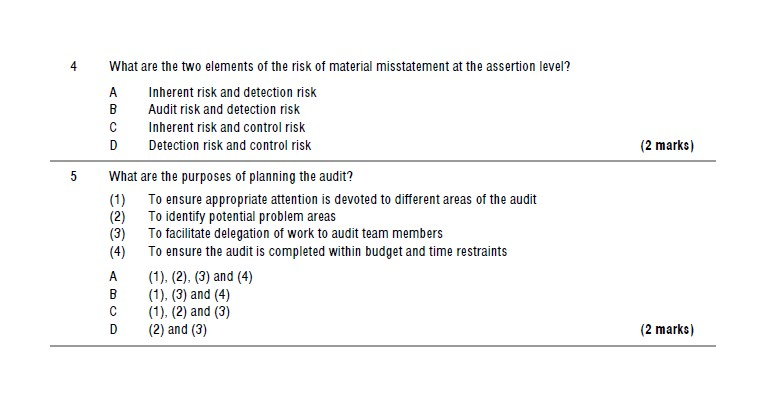 4 What are the two elements of the risk of material misstatement at the assertion level?
A Inherent risk and detection risk
B Audit risk and detection risk
C Inherent risk and control risk
D Detection risk and control risk (2 marks)
5 What are the purposes of planning the audit?
(1) To ensure appropriate attention is devoted to different areas of the audit
(2) To identify potential problem areas
(3) To facilitate delegation of work to audit team members
(4) To ensure the audit is completed within budget and time restraints
A (1), (2), (3) and (4)
B (1), (3) and (4)
C (1), (2) and (3)
D (2) and (3) (2 marks)